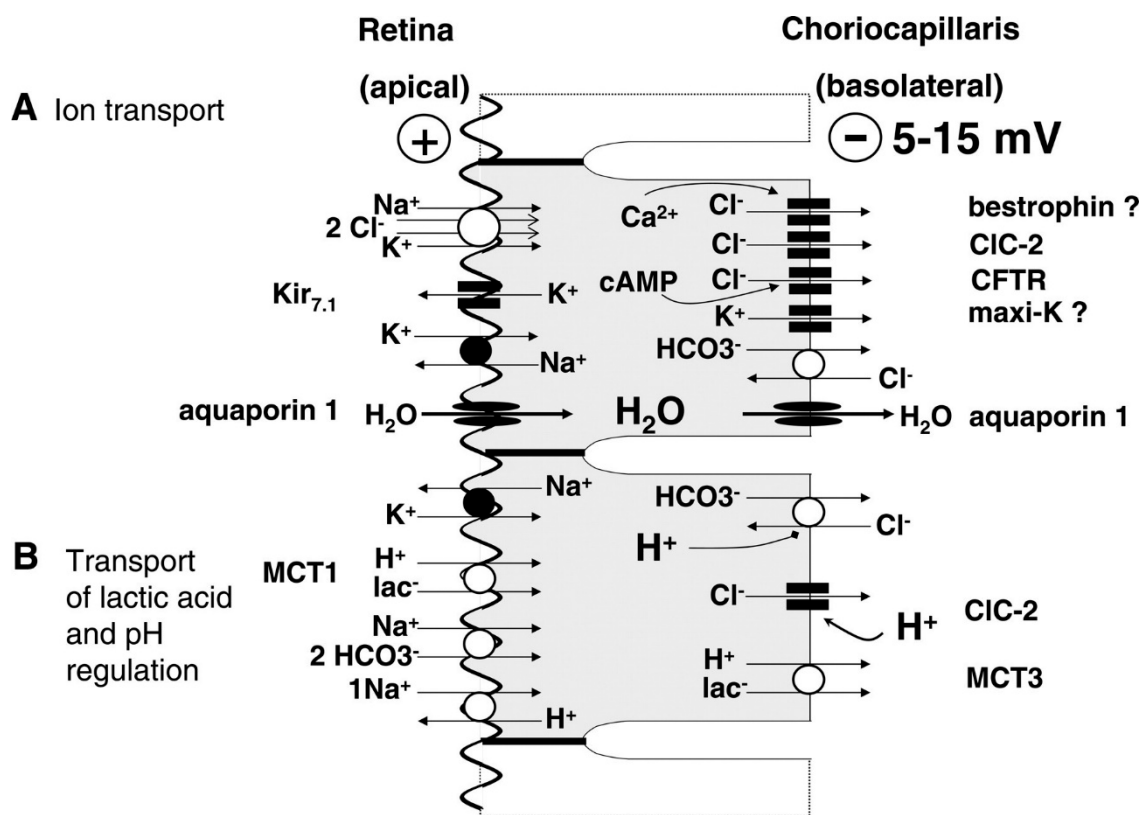 Retina
Choriocapillaris
(apical)
(basolateral)
A Ion transport
+
− 5-15 mV
Na⁺
2 Cl⁻
K⁺
Ca²⁺
Cl⁻
bestrophin ?
Cl⁻
ClC-2
Kir₇.₁
K⁺
cAMP
Cl⁻
CFTR
K⁺
maxi-K ?
K⁺
Na⁺
HCO3⁻
Cl⁻
aquaporin 1
H₂O
H₂O
H₂O
aquaporin 1
Na⁺
K⁺
HCO3⁻
Cl⁻
H⁺
B Transport
of lactic acid
and pH
regulation
MCT1
H⁺
lac⁻
Na⁺
2 HCO3⁻
1Na⁺
H⁺
Cl⁻
H⁺
ClC-2
H⁺
lac⁻
MCT3